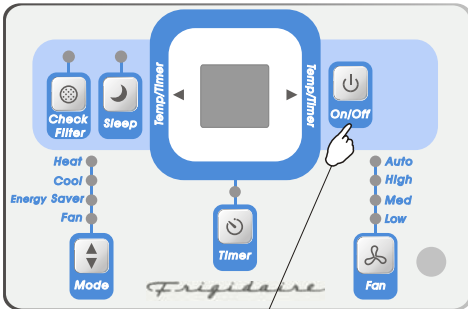 Temp/Timer
Temp/Timer
Check
Filter
Sleep
On/Off
Heat
Cool
Energy Saver
Fan
Auto
High
Med
Low
Mode
Timer
Fan
Frigidaire